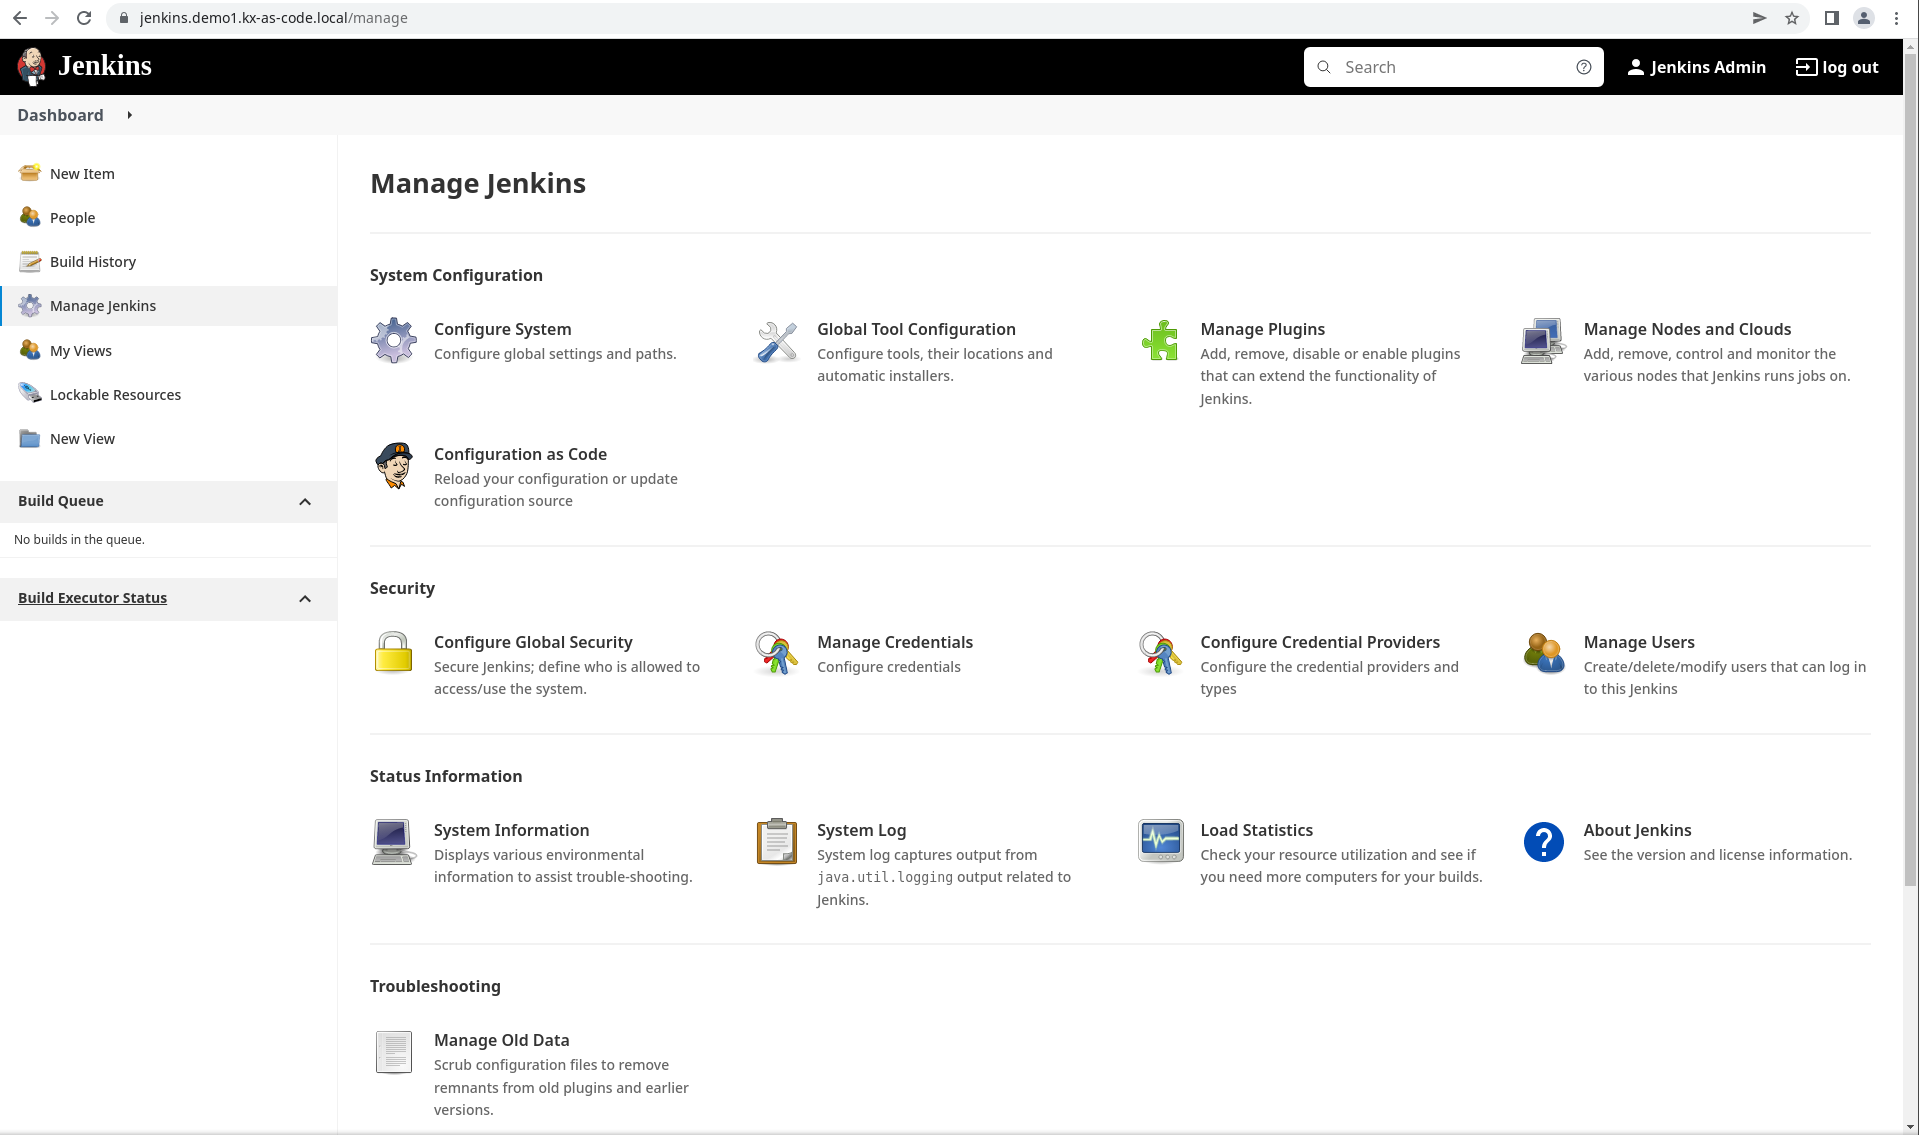 jenkins.demo1.kx-as-code.local/manage
Jenkins
Search
Jenkins Admin
log out
Dashboard
New Item
People
Build History
Manage Jenkins
My Views
Lockable Resources
New View
Build Queue
No builds in the queue.
Build Executor Status
Manage Jenkins
System Configuration
Configure System
Configure global settings and paths.
Global Tool Configuration
Configure tools, their locations and
automatic installers.
Manage Plugins
Add, remove, disable or enable plugins
that can extend the functionality of
Jenkins.
Manage Nodes and Clouds
Add, remove, control and monitor the
various nodes that Jenkins runs jobs on.
Configuration as Code
Reload your configuration or update
configuration source
Security
Configure Global Security
Secure Jenkins; define who is allowed to
access/use the system.
Manage Credentials
Configure credentials
Configure Credential Providers
Configure the credential providers and
types
Manage Users
Create/delete/modify users that can log in
to this Jenkins
Status Information
System Information
Displays various environmental
information to assist trouble-shooting.
System Log
System log captures output from
java.util.logging output related to
Jenkins.
Load Statistics
Check your resource utilization and see if
you need more computers for your builds.
About Jenkins
See the version and license information.
Troubleshooting
Manage Old Data
Scrub configuration files to remove
remnants from old plugins and earlier
versions.